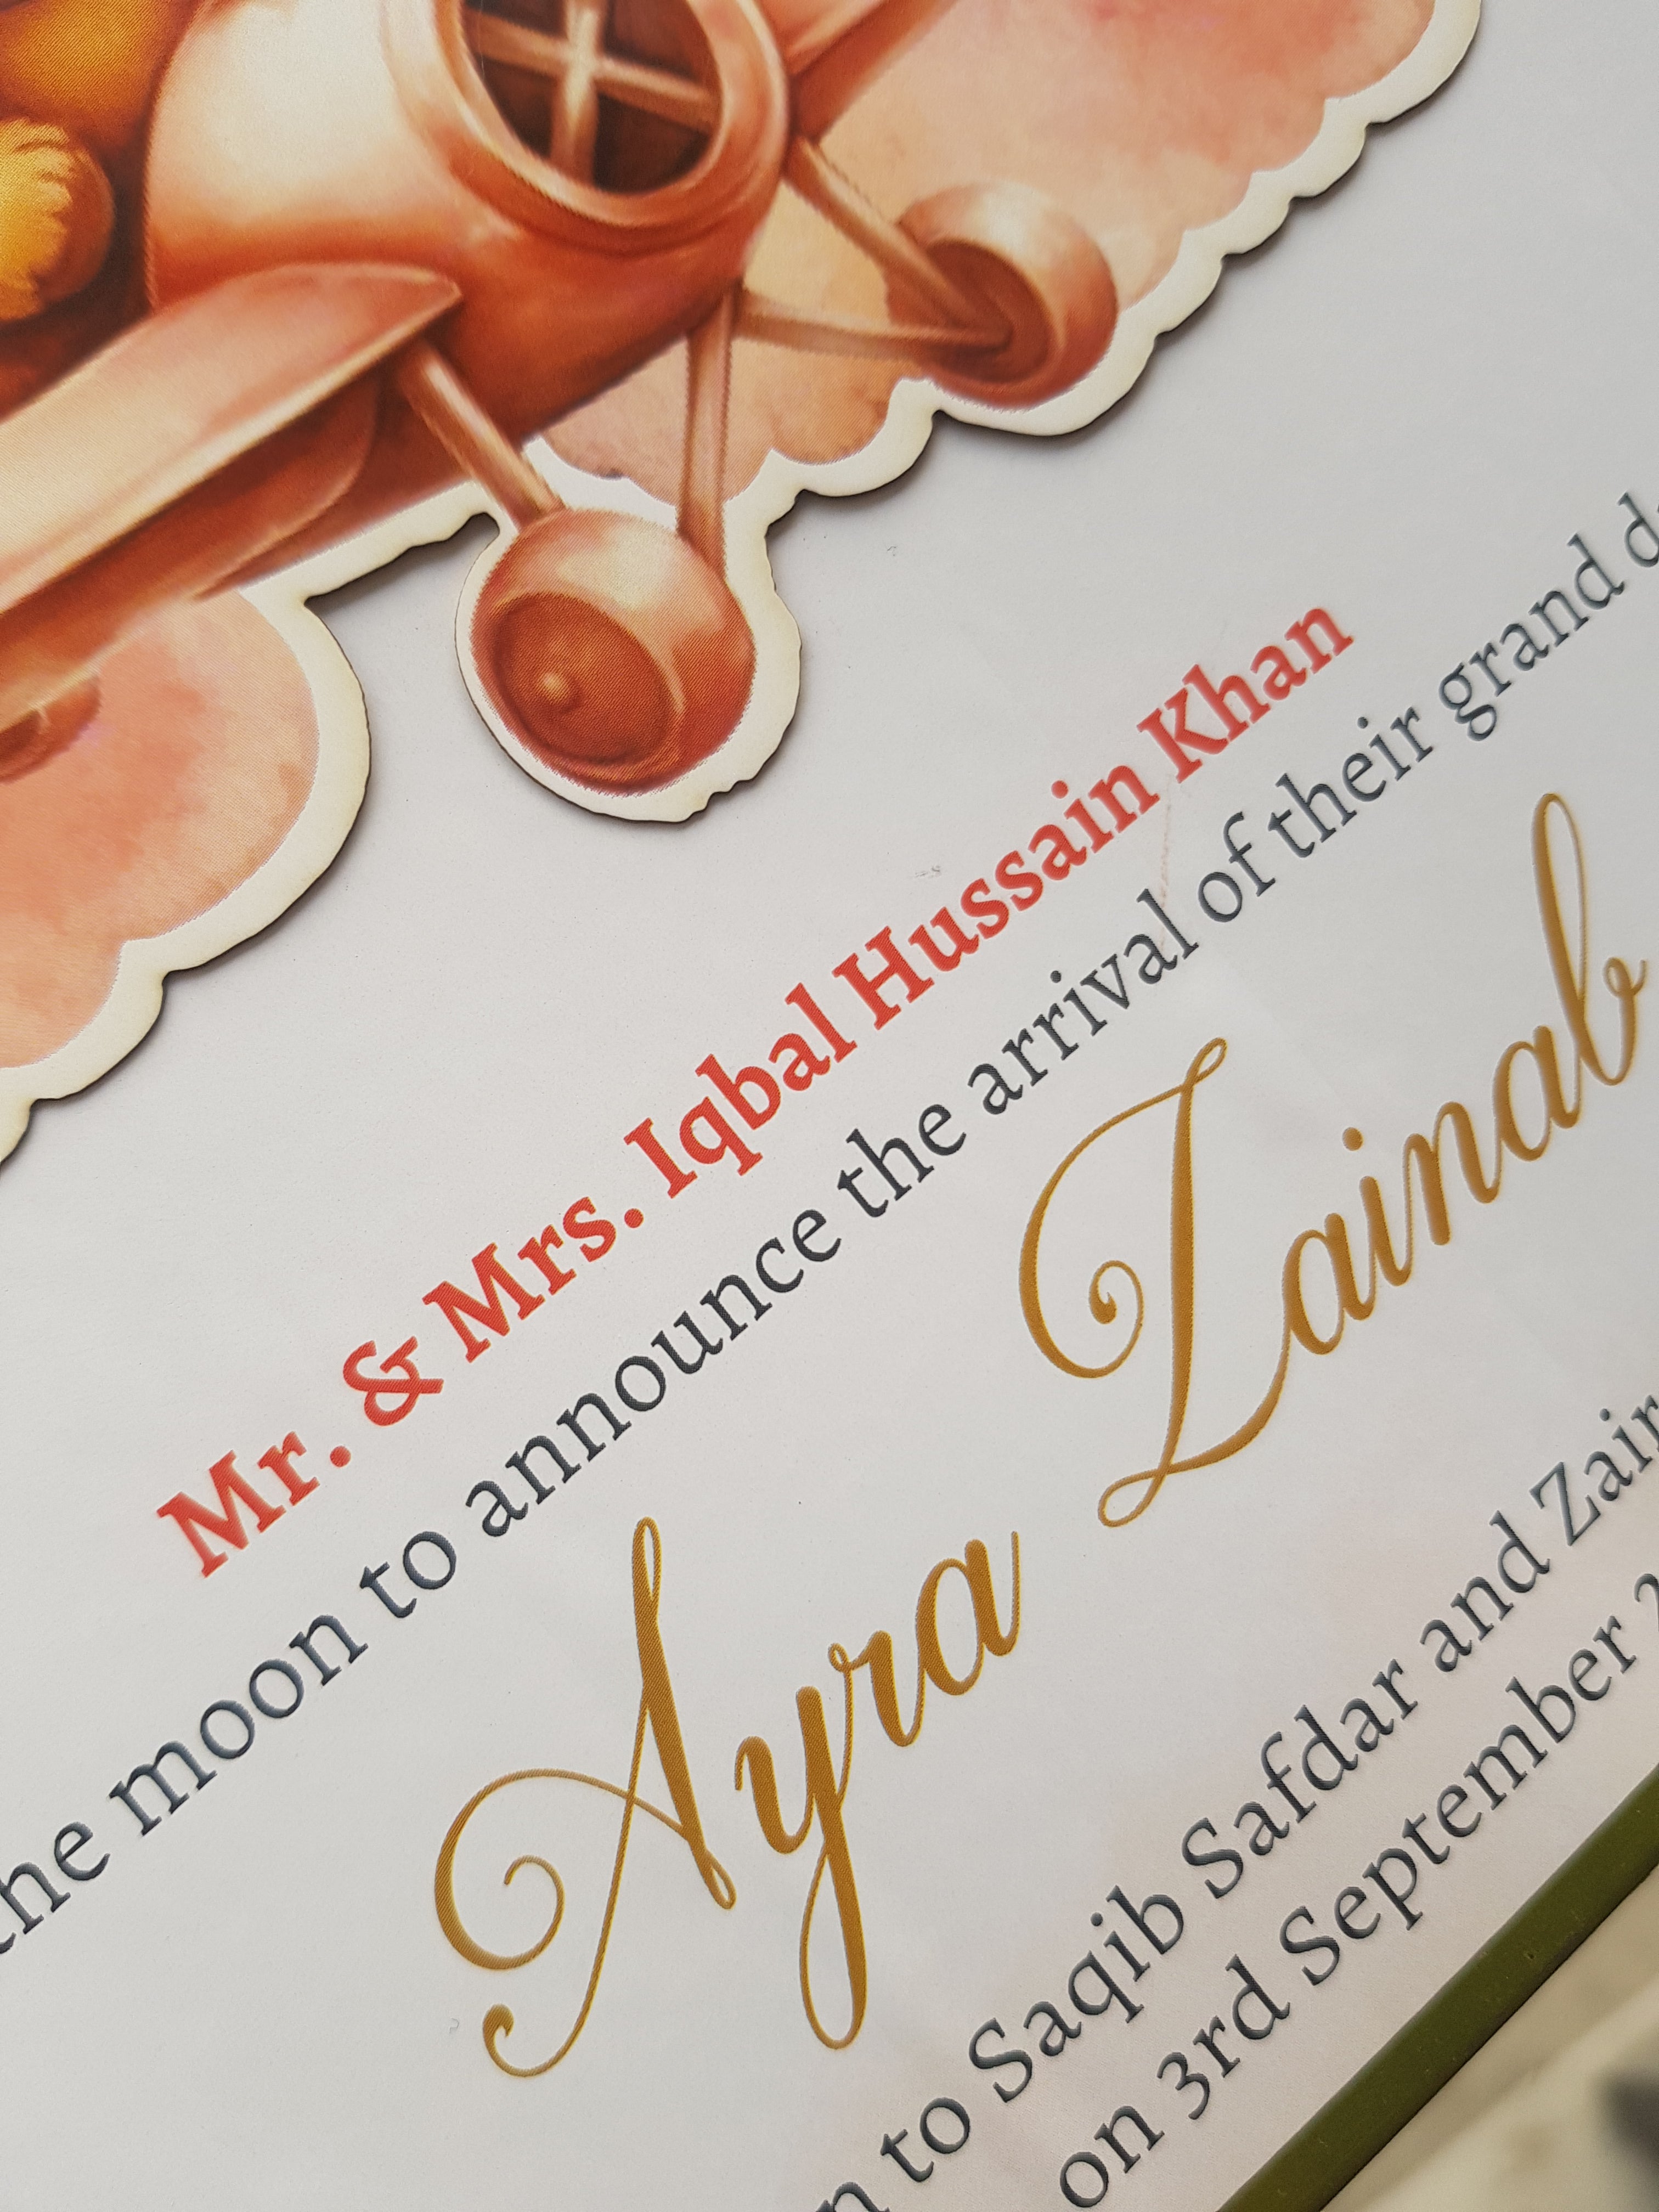 Mr. & Mrs. Iqbal Hussain Khan
the moon to announce the arrival of their grand
Ayra Zainab
to Saqib Safdar and
on 3rd September